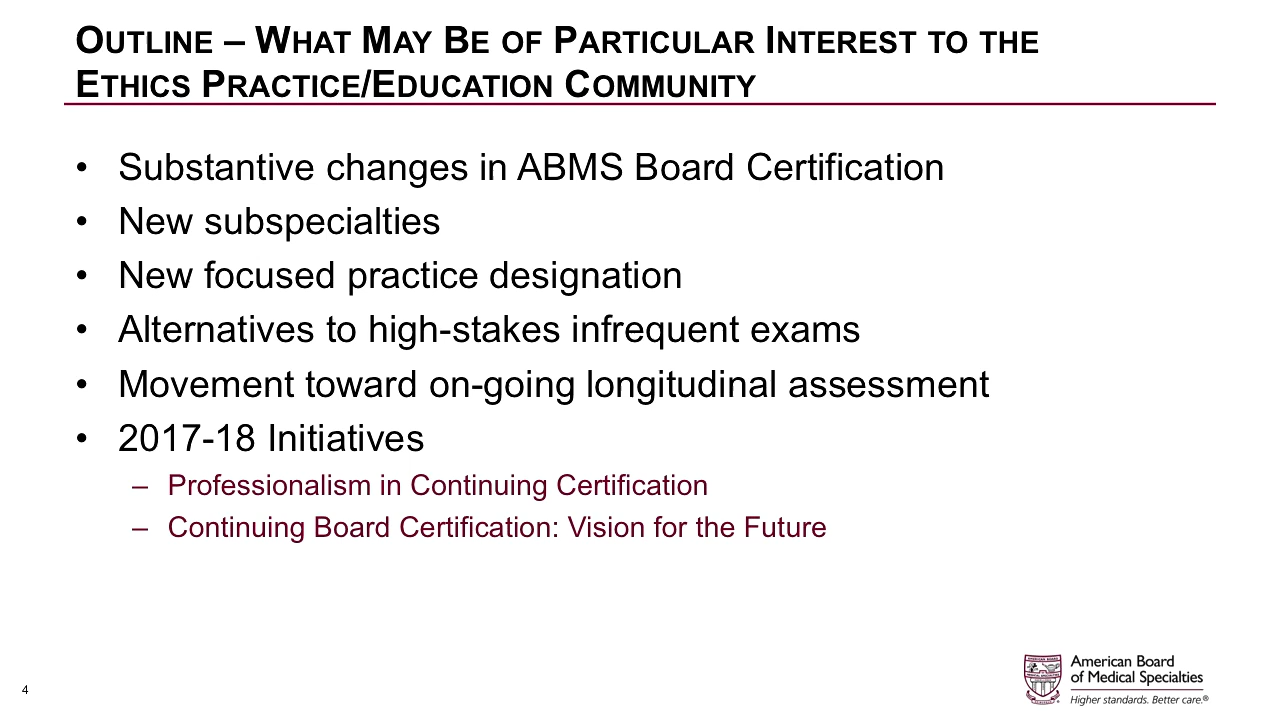 OUTLINE – WHAT MAY BE OF PARTICULAR INTEREST TO THE
ETHICS PRACTICE/EDUCATION COMMUNITY
• Substantive changes in ABMS Board Certification
• New subspecialties
• New focused practice designation
• Alternatives to high-stakes infrequent exams
• Movement toward on-going longitudinal assessment
• 2017-18 Initiatives
– Professionalism in Continuing Certification
– Continuing Board Certification: Vision for the Future
American Board
of Medical Specialties
Higher standards. Better care.®
4